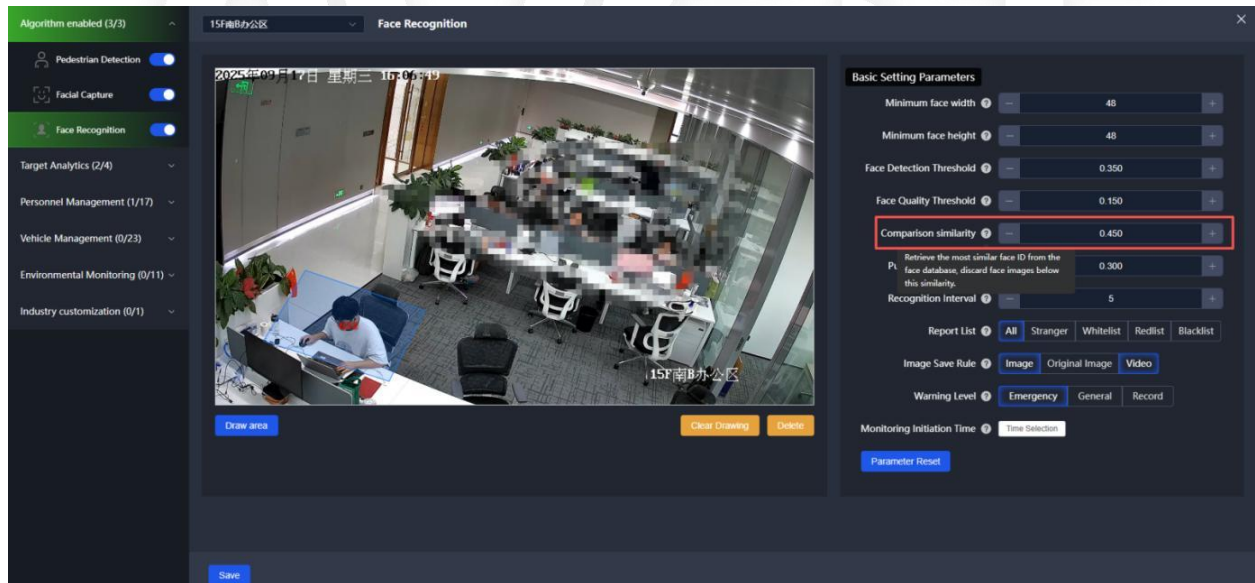 Algorithm enabled (3/3)
15F南B办公区
Face Recognition
Pedestrian Detection
Facial Capture
Face Recognition
Target Analytics (2/4)
Personnel Management (1/17)
Vehicle Management (0/23)
Environmental Monitoring (0/11)
Industry customization (0/1)
2025年09月17日 星期三 16:06:49
15F南B办公区
Draw area
Clear Drawing
Delete
Basic Setting Parameters
Minimum face width 48
Minimum face height 48
Face Detection Threshold 0.350
Face Quality Threshold 0.150
Comparison similarity 0.450
Retrieve the most similar face ID from the
face database, discard face images below
this similarity.
0.300
Recognition Interval 5
Report List All Stranger Whitelist Redlist Blacklist
Image Save Rule Image Original Image Video
Warning Level Emergency General Record
Monitoring Initiation Time Time Selection
Parameter Reset
Save